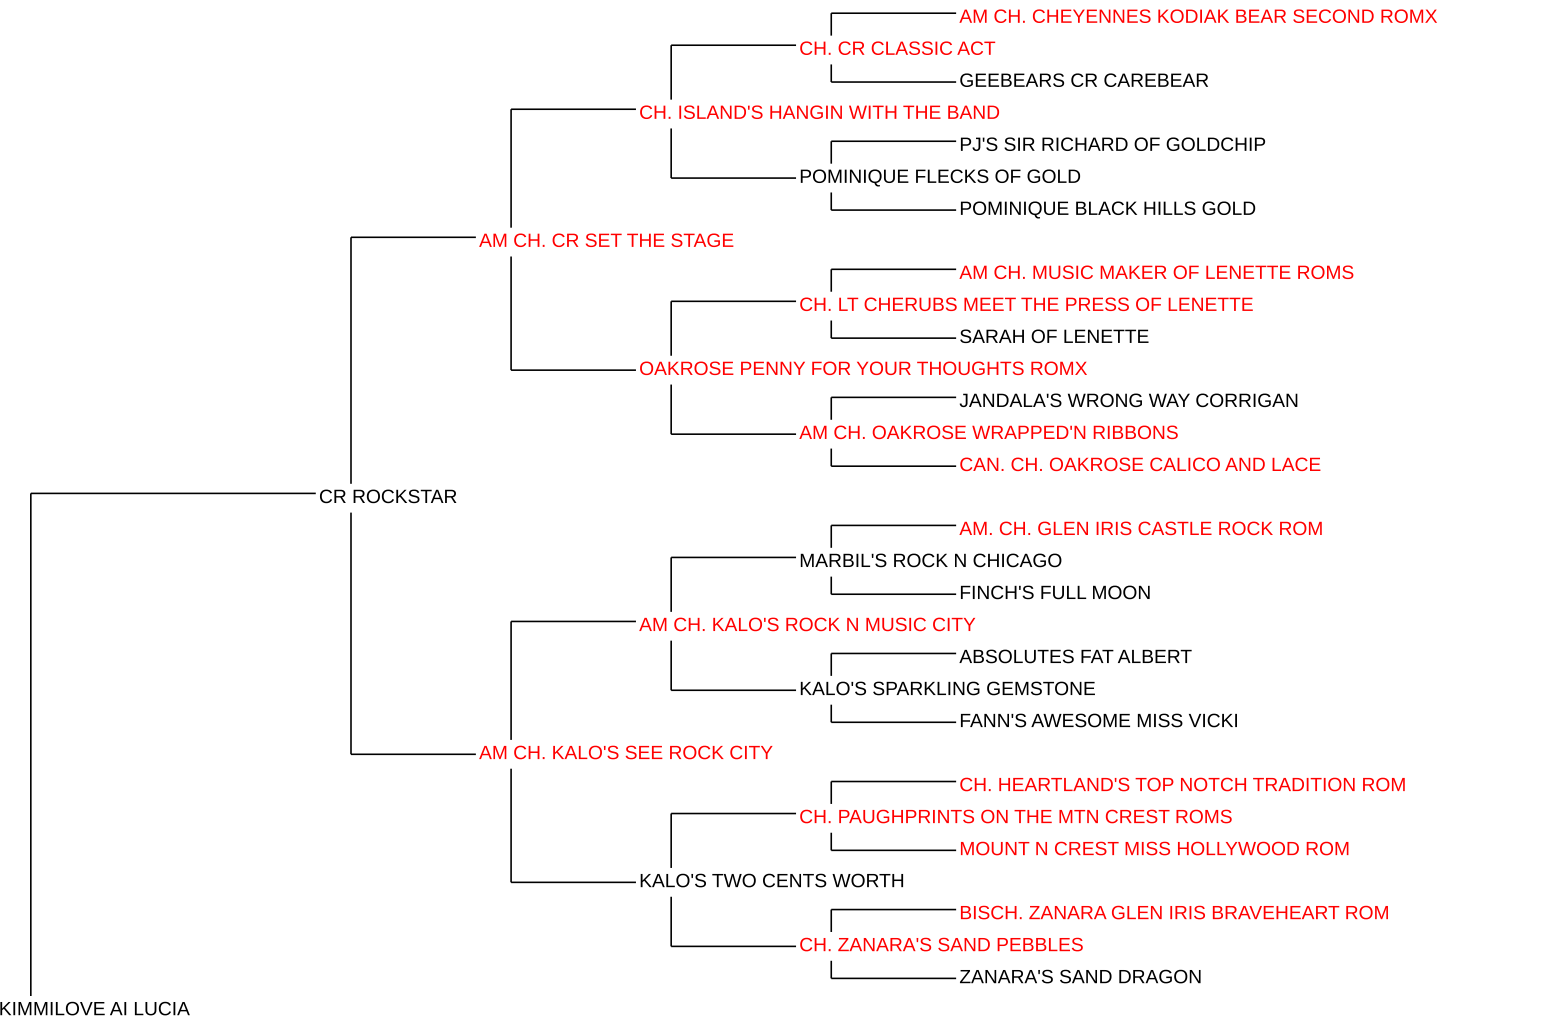 AM CH. CHEYENNES KODIAK BEAR SECOND ROMX
CH. CR CLASSIC ACT
GEEBEARS CR CAREBEAR
CH. ISLAND'S HANGIN WITH THE BAND
PJ'S SIR RICHARD OF GOLDCHIP
POMINIQUE FLECKS OF GOLD
POMINIQUE BLACK HILLS GOLD
AM CH. CR SET THE STAGE
AM CH. MUSIC MAKER OF LENETTE ROMS
CH. LT CHERUBS MEET THE PRESS OF LENETTE
SARAH OF LENETTE
OAKROSE PENNY FOR YOUR THOUGHTS ROMX
JANDALA'S WRONG WAY CORRIGAN
AM CH. OAKROSE WRAPPED'N RIBBONS
CAN. CH. OAKROSE CALICO AND LACE
CR ROCKSTAR
AM. CH. GLEN IRIS CASTLE ROCK ROM
MARBIL'S ROCK N CHICAGO
FINCH'S FULL MOON
AM CH. KALO'S ROCK N MUSIC CITY
ABSOLUTES FAT ALBERT
KALO'S SPARKLING GEMSTONE
FANN'S AWESOME MISS VICKI
AM CH. KALO'S SEE ROCK CITY
CH. HEARTLAND'S TOP NOTCH TRADITION ROM
CH. PAUGHPRINTS ON THE MTN CREST ROMS
MOUNT N CREST MISS HOLLYWOOD ROM
KALO'S TWO CENTS WORTH
BISCH. ZANARA GLEN IRIS BRAVEHEART ROM
CH. ZANARA'S SAND PEBBLES
ZANARA'S SAND DRAGON
KIMMILOVE AI LUCIA